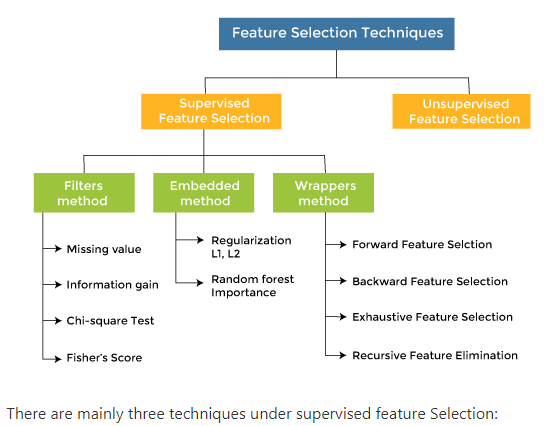 Feature Selection Techniques
Supervised
Feature Selection
Unsupervised
Feature Selection
Filters
method
Embedded
method
Wrappers
method
Missing value
Information gain
Chi-square Test
Fisher's Score
Regularization
L1, L2
Random forest
Importance
Forward Feature Selction
Backward Feature Selection
Exhaustive Feature Selection
Recursive Feature Elimination
There are mainly three techniques under supervised feature Selection: